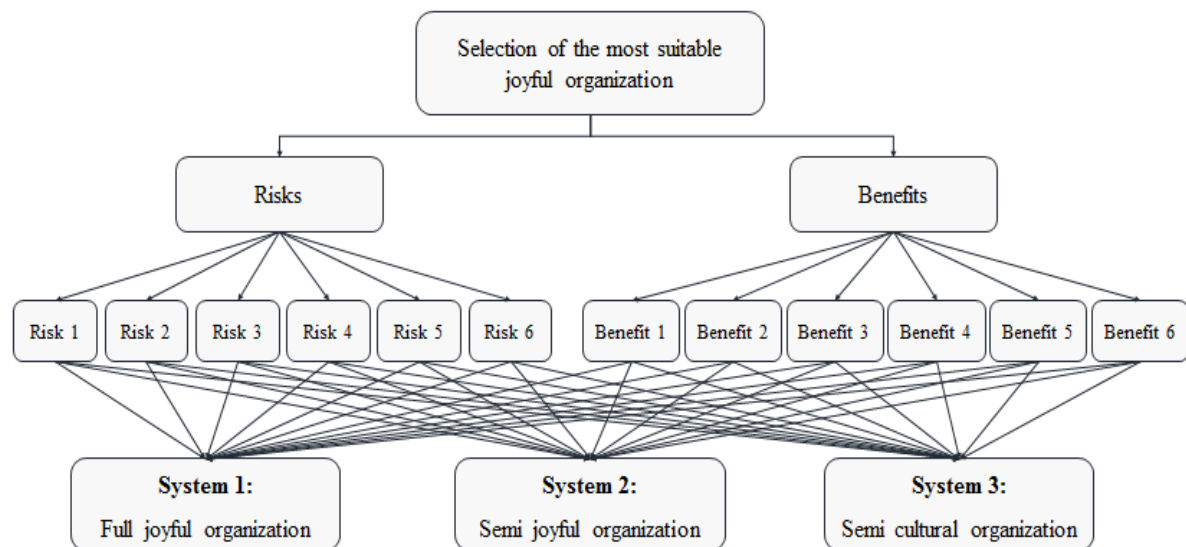 Selection of the most suitable
joyful organization
Risks
Benefits
Risk 1
Risk 2
Risk 3
Risk 4
Risk 5
Risk 6
Benefit 1
Benefit 2
Benefit 3
Benefit 4
Benefit 5
Benefit 6
System 1:
Full joyful organization
System 2:
Semi joyful organization
System 3:
Semi cultural organization